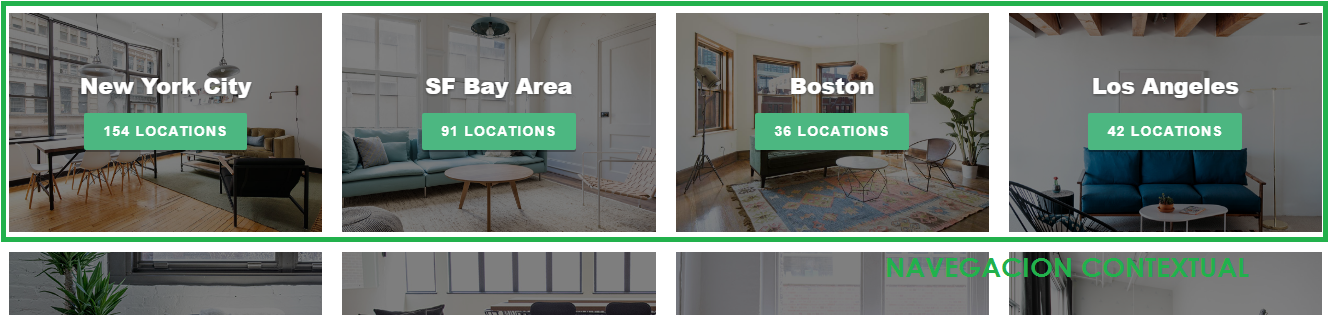 New York City
154 LOCATIONS
SF Bay Area
91 LOCATIONS
Boston
36 LOCATIONS
Los Angeles
42 LOCATIONS
NAVEGACION CONTEXTUAL